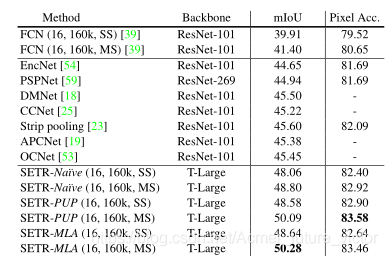 Method Backbone mIoU Pixel Acc.
FCN (16, 160k, SS) [39] ResNet-101 39.91 79.52
FCN (16, 160k, MS) [39] ResNet-101 41.40 80.65
EncNet [54] ResNet-101 44.65 81.69
PSPNet [59] ResNet-269 44.94 81.69
DMNet [18] ResNet-101 45.50 -
CCNet [25] ResNet-101 45.22 -
Strip pooling [23] ResNet-101 45.60 82.09
APCNet [19] ResNet-101 45.38 -
OCNet [53] ResNet-101 45.45 -
SETR-Naïve (16, 160k, SS) T-Large 48.06 82.40
SETR-Naïve (16, 160k, MS) T-Large 48.80 82.92
SETR-PUP (16, 160k, SS) T-Large 48.58 82.90
SETR-PUP (16, 160k, MS) T-Large 50.09 83.58
SETR-MLA (16, 160k, SS) T-Large 48.64 82.64
SETR-MLA (16, 160k, MS) T-Large 50.28 83.46